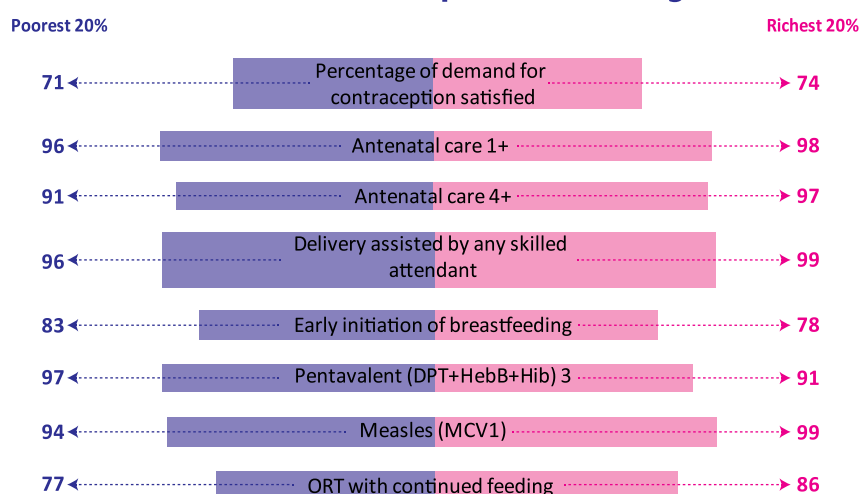 Poorest 20%
Richest 20%
71
Percentage of demand for
contraception satisfied
74
96
Antenatal care 1+
98
91
Antenatal care 4+
97
96
Delivery assisted by any skilled
attendant
99
83
Early initiation of breastfeeding
78
97
Pentavalent (DPT+HebB+Hib) 3
91
94
Measles (MCV1)
99
77
ORT with continued feeding
86